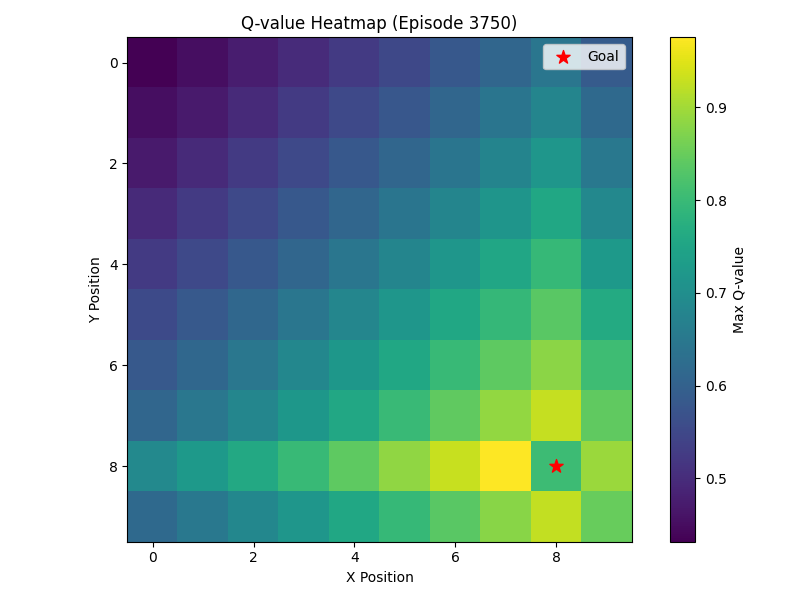 Q-value Heatmap (Episode 3750)
Goal
0
2
4
6
8
Y Position
0 2 4 6 8
X Position
0.9
0.8
0.7
0.6
0.5
Max Q-value